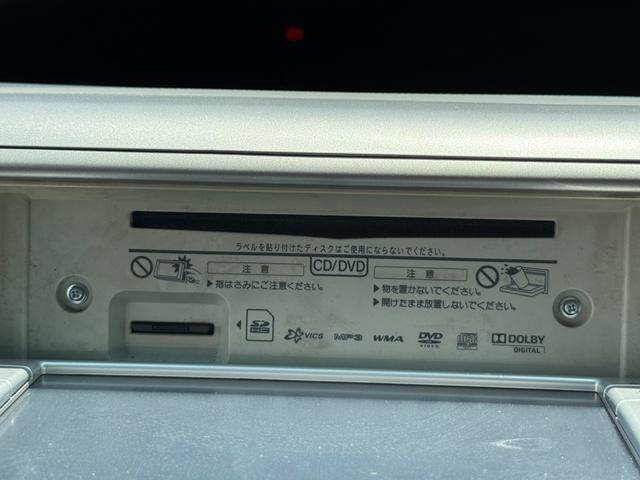 ラベルを貼り付けたディスクはご使用にならないでください。
注 意
▶指はさみにご注意ください。
CD/DVD
注 意
▶物を置かないでください。
▶開けたまま放置しないでください。
SD
VICS
MP3
WMA
DVD
VIDEO
DOLBY
DIGITAL